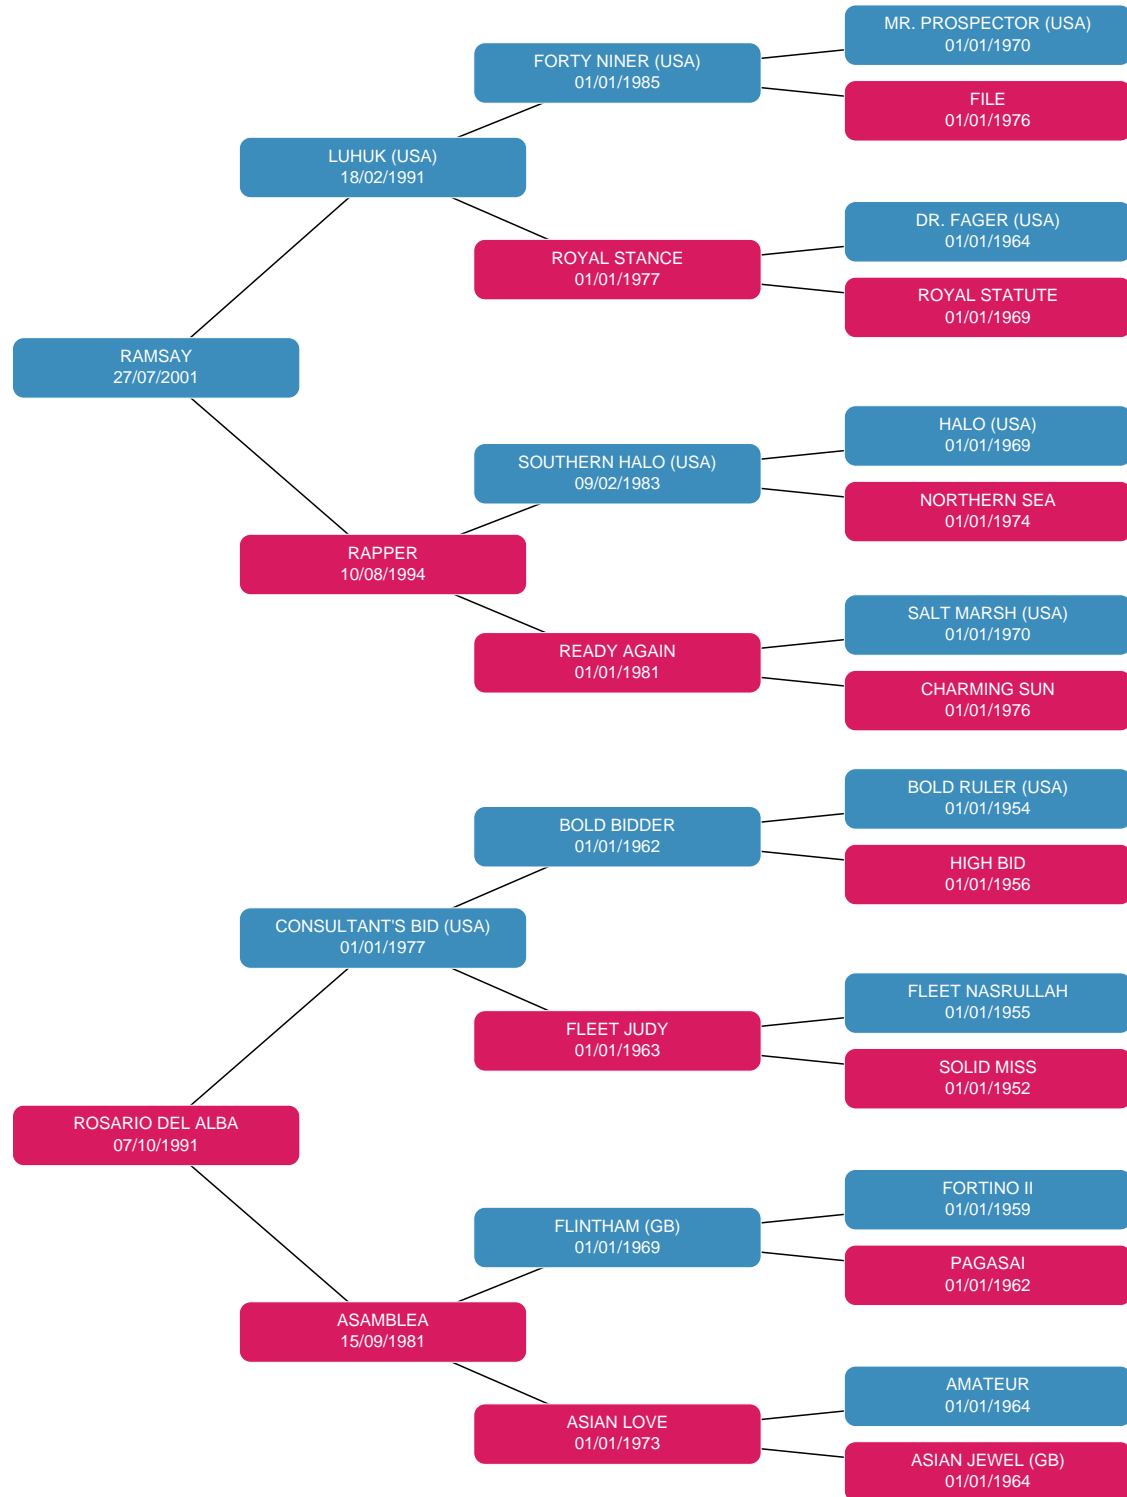 MR. PROSPECTOR (USA)
01/01/1970
FORTY NINER (USA)
01/01/1985
FILE
01/01/1976
LUHUK (USA)
18/02/1991
DR. FAGER (USA)
01/01/1964
ROYAL STANCE
01/01/1977
ROYAL STATUTE
01/01/1969
RAMSAY
27/07/2001
HALO (USA)
01/01/1969
SOUTHERN HALO (USA)
09/02/1983
NORTHERN SEA
01/01/1974
RAPPER
10/08/1994
SALT MARSH (USA)
01/01/1970
READY AGAIN
01/01/1981
CHARMING SUN
01/01/1976
BOLD RULER (USA)
01/01/1954
BOLD BIDDER
01/01/1962
HIGH BID
01/01/1956
CONSULTANT'S BID (USA)
01/01/1977
FLEET NASRULLAH
01/01/1955
FLEET JUDY
01/01/1963
SOLID MISS
01/01/1952
ROSARIO DEL ALBA
07/10/1991
FORTINO II
01/01/1959
FLINTHAM (GB)
01/01/1969
PAGASAI
01/01/1962
ASAMBLEA
15/09/1981
AMATEUR
01/01/1964
ASIAN LOVE
01/01/1973
ASIAN JEWEL (GB)
01/01/1964